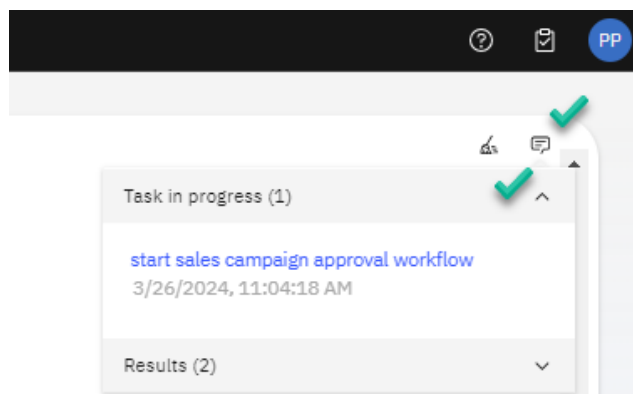 PP
Task in progress (1)
start sales campaign approval workflow
3/26/2024, 11:04:18 AM
Results (2)